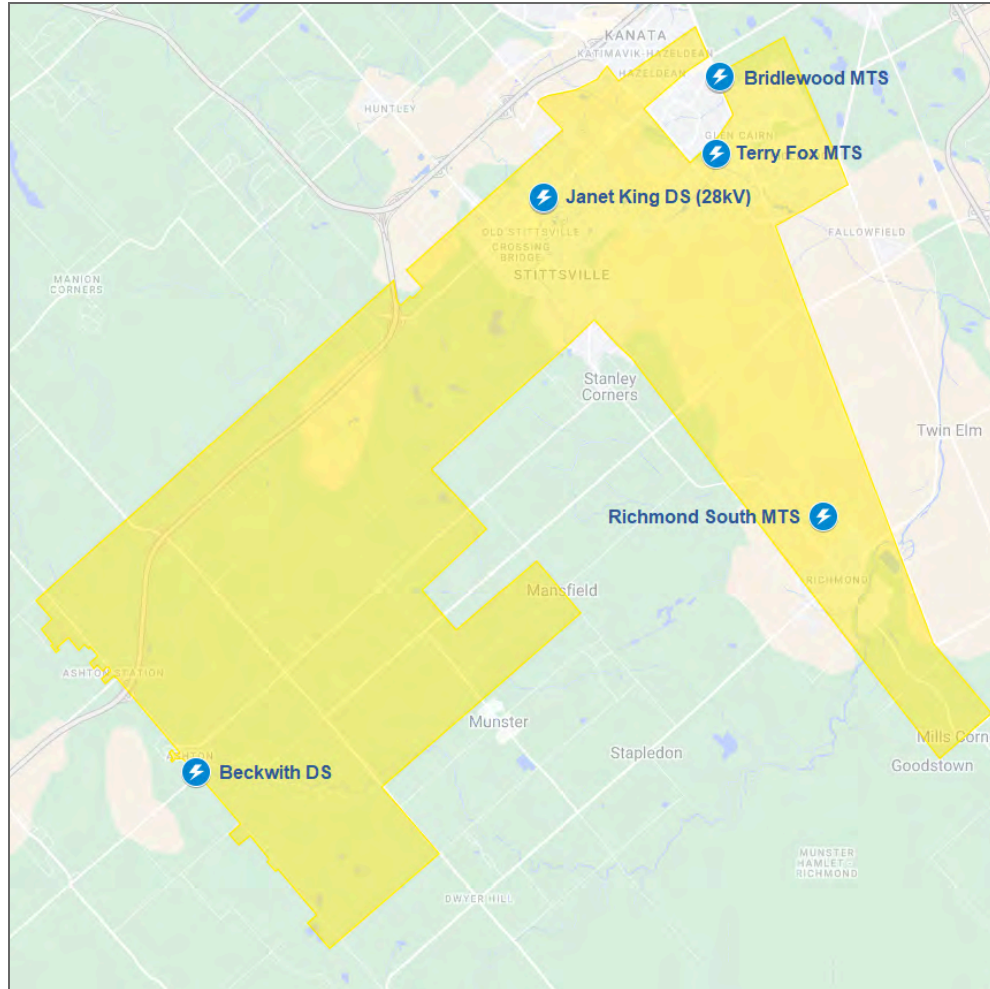 KANATA
KATIMAVIK-HAZELDEAN
HAZELDEAN
Bridlewood MTS
HUNTLEY
GLEN CAIRN
Terry Fox MTS
Janet King DS (28kV)
OLD STITTSVILLE
CROSSING
BRIDGE
FALLOWFIELD
STITTSVILLE
MANION
CORNERS
Stanley
Corners
Twin Elm
Richmond South MTS
RICHMOND
Mansfield
ASHTON STATION
Munster
Mills Corn
Stapledon
ASHTON
Goodstown
Beckwith DS
MUNSTER
HAMLET -
RICHMOND
DWYER HILL